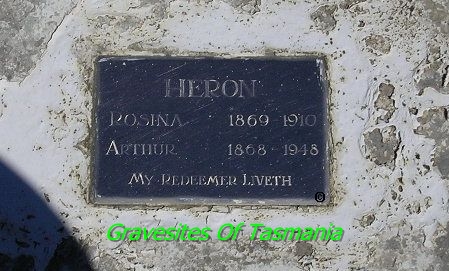 HERON
ROSINA 1869-1910
ARTHUR 1868-1948
MY REDEEMER LIVETH
Gravesites Of Tasmania